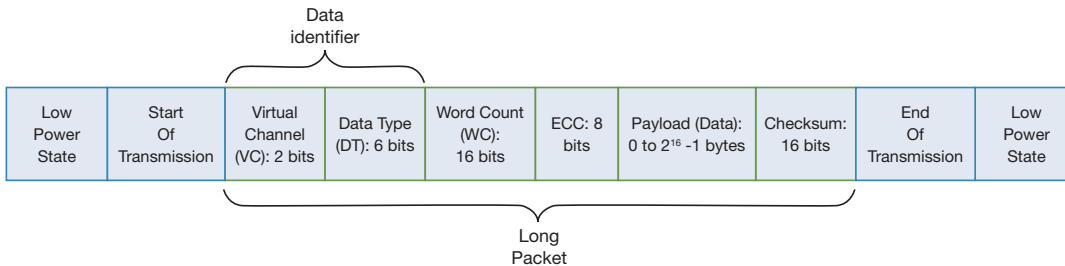 Data
identifier
Low
Power
State
Start
Of
Transmission
Virtual
Channel
(VC): 2 bits
Data Type
(DT): 6 bits
Word Count
(WC):
16 bits
ECC: 8
bits
Payload (Data):
0 to 2¹⁶ -1 bytes
Checksum:
16 bits
End
Of
Transmission
Low
Power
State
Long
Packet